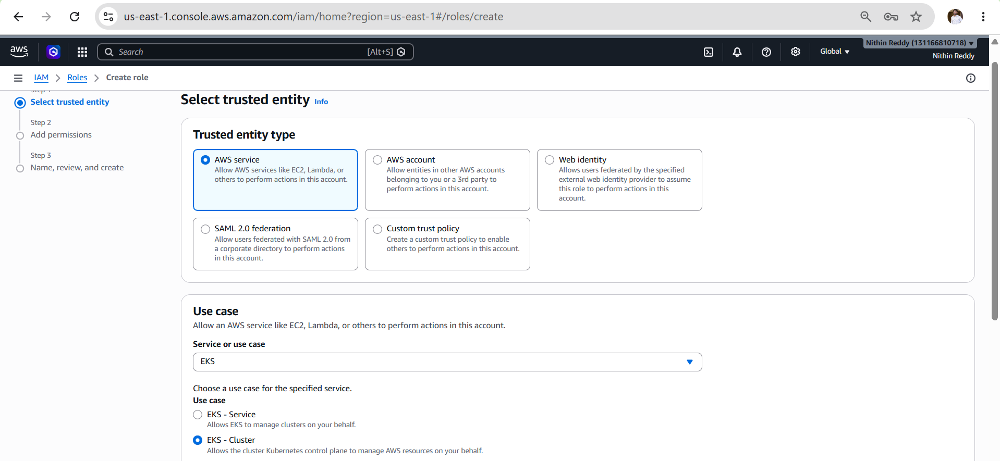 us-east-1.console.aws.amazon.com/iam/home?region=us-east-1#/roles/create
aws
Search
[Alt+S]
Global
Nithin Reddy (131166810718)
Nithin Reddy
IAM
Roles
Create role
Step 1
Select trusted entity
Step 2
Add permissions
Step 3
Name, review, and create
Select trusted entity Info
Trusted entity type
AWS service
Allow AWS services like EC2, Lambda, or
others to perform actions in this account.
AWS account
Allow entities in other AWS accounts
belonging to you or a 3rd party to
perform actions in this account.
Web identity
Allows users federated by the specified
external web identity provider to assume
this role to perform actions in this
account.
SAML 2.0 federation
Allow users federated with SAML 2.0 from
a corporate directory to perform actions
in this account.
Custom trust policy
Create a custom trust policy to enable
others to perform actions in this account.
Use case
Allow an AWS service like EC2, Lambda, or others to perform actions in this account.
Service or use case
EKS
Choose a use case for the specified service.
Use case
EKS - Service
Allows EKS to manage clusters on your behalf.
EKS - Cluster
Allows the cluster Kubernetes control plane to manage AWS resources on your behalf.